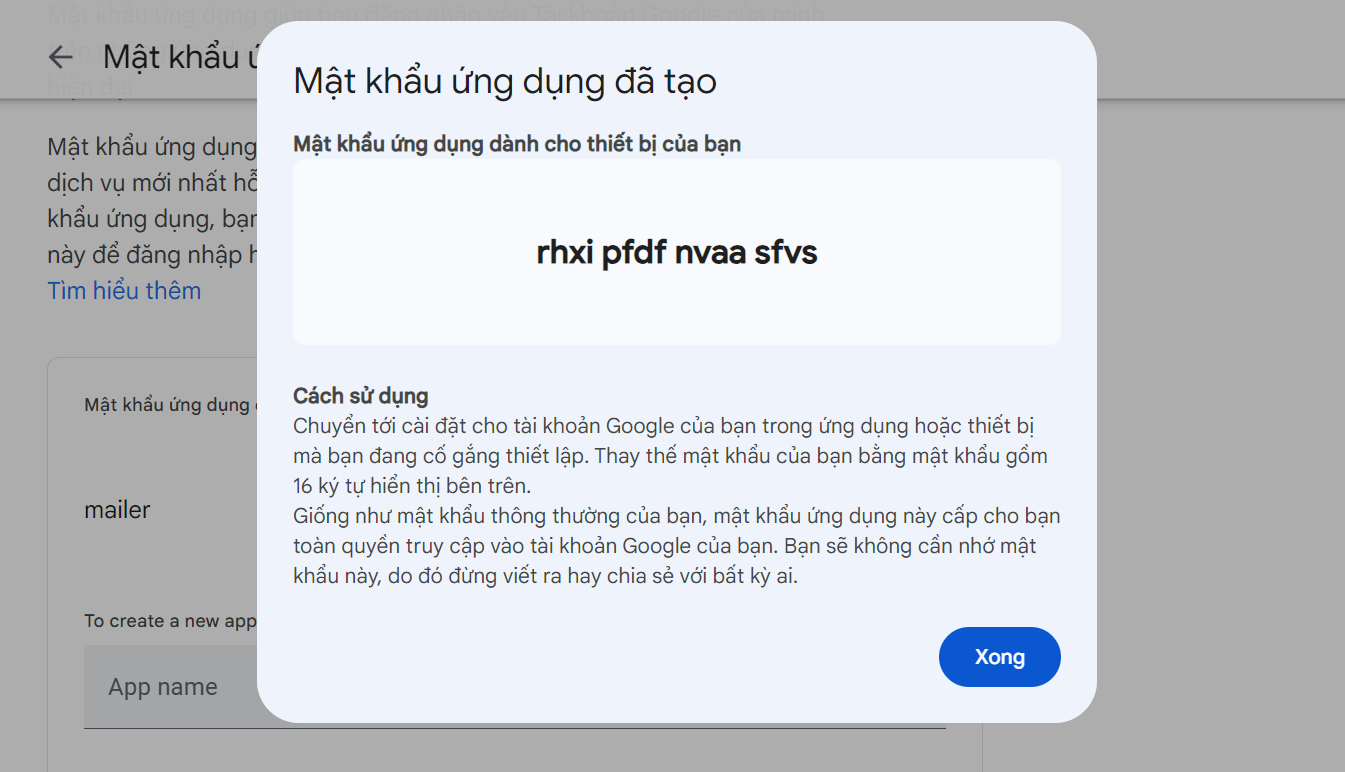 Mật khẩu ứng dụng giúp bạn đăng nhập vào Tài khoản Google của mình
Mật khẩu ứ
hiện đại.
Mật khẩu ứng dụng
dịch vụ mới nhất hỗ
khẩu ứng dụng, bạn
này để đăng nhập h
Tìm hiểu thêm
Mật khẩu ứng dụng
mailer
To create a new app
App name
Mật khẩu ứng dụng đã tạo
Mật khẩu ứng dụng dành cho thiết bị của bạn
rhxi pfdf nvaa sfvs
Cách sử dụng
Chuyển tới cài đặt cho tài khoản Google của bạn trong ứng dụng hoặc thiết bị
mà bạn đang cố gắng thiết lập. Thay thế mật khẩu của bạn bằng mật khẩu gồm
16 ký tự hiển thị bên trên.
Giống như mật khẩu thông thường của bạn, mật khẩu ứng dụng này cấp cho bạn
toàn quyền truy cập vào tài khoản Google của bạn. Bạn sẽ không cần nhớ mật
khẩu này, do đó đừng viết ra hay chia sẻ với bất kỳ ai.
Xong